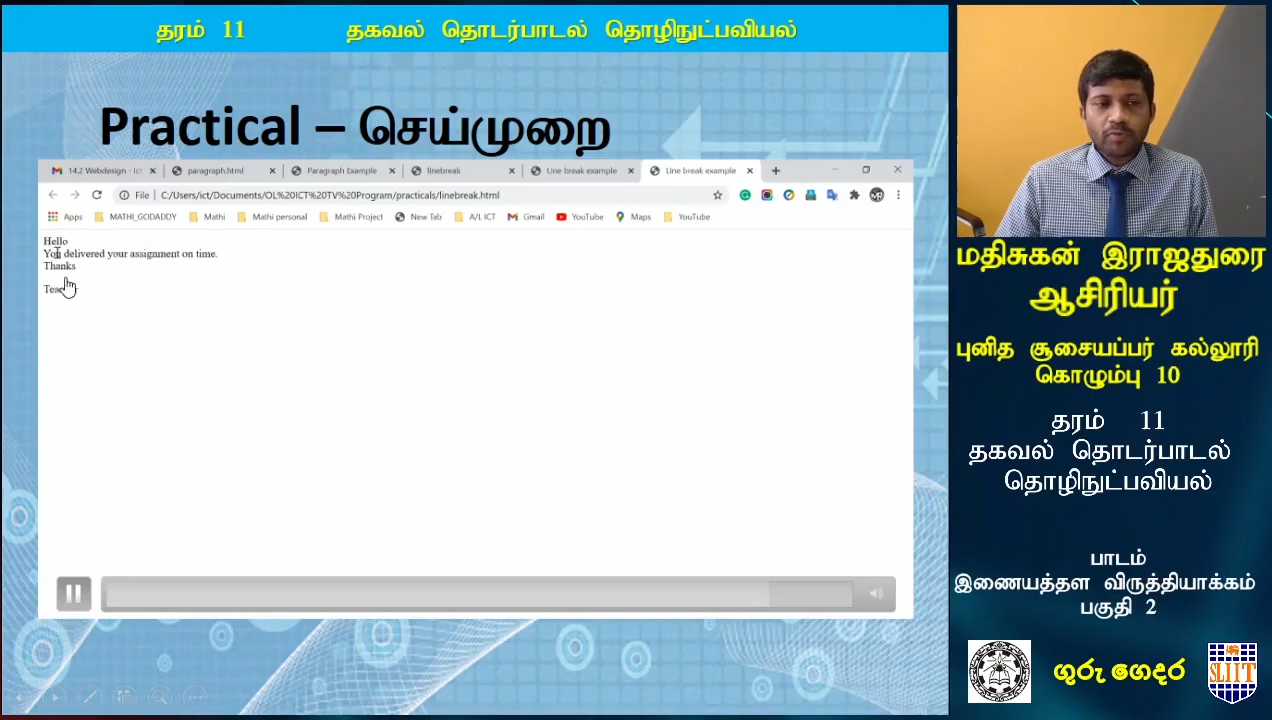 தரம் 11 தகவல் தொடர்பாடல் தொழிநுட்பவியல்
Practical – செய்முறை
14.2 Webdesign - Ict
paragraph.html
Paragraph Example
linebreak
Line break example
Line break example
File C:/Users/ict/Documents/OL%20ICT%20TV%20Program/practicals/linebreak.html
Apps MATHI_GODADDY Mathi Mathi personal Mathi Project New Tab A/L ICT Gmail YouTube Maps YouTube
Hello
You delivered your assignment on time.
Thanks
மதிசுகன் இராஜதுரை
ஆசிரியர்
புனித சூசையப்பர் கல்லூரி
கொழும்பு 10
தரம் 11
தகவல் தொடர்பாடல்
தொழிநுட்பவியல்
பாடம்
இணையத்தள விருத்தியாக்கம்
பகுதி 2
ගුරු ගෙදර
SLIIT